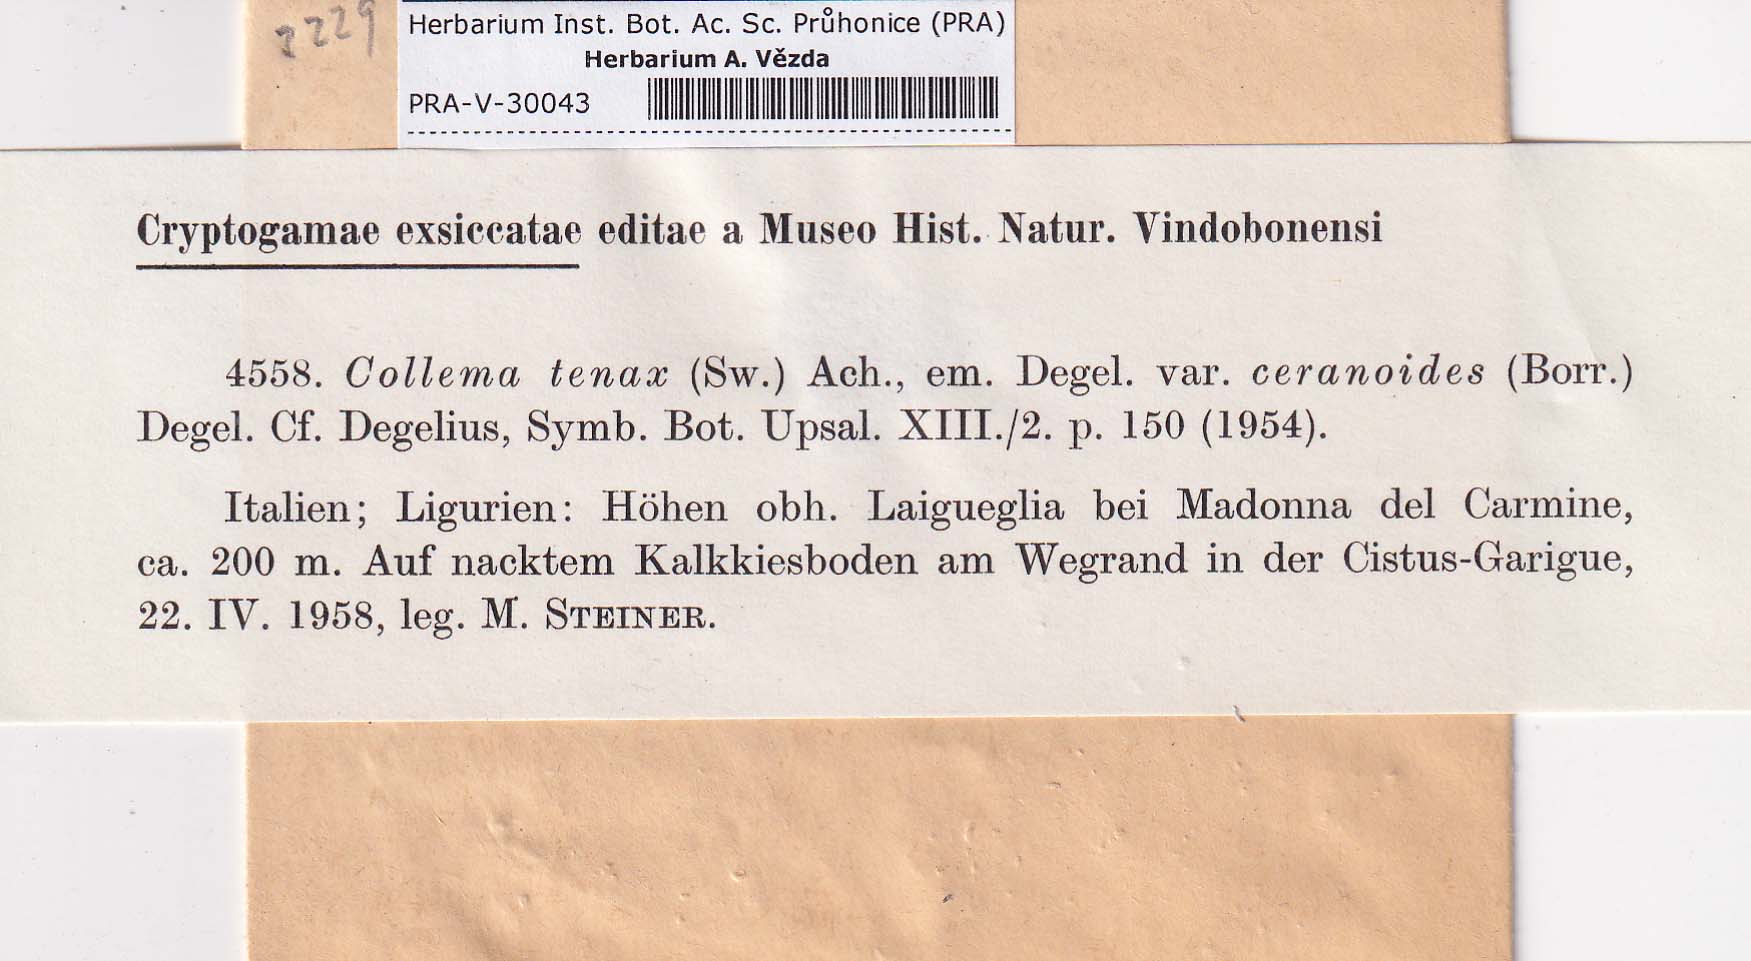 2229
Herbarium Inst. Bot. Ac. Sc. Průhonice (PRA)
Herbarium A. Vězda
PRA-V-30043
Cryptogamae exsiccatae editae a Museo Hist. Natur. Vindobonensi
4558. Collema tenax (Sw.) Ach., em. Degel. var. ceranoides (Borr.)
Degel. Cf. Degelius, Symb. Bot. Upsal. XIII./2. p. 150 (1954).
Italien; Ligurien: Höhen obh. Laigueglia bei Madonna del Carmine,
ca. 200 m. Auf nacktem Kalkkiesboden am Wegrand in der Cistus-Garigue,
22. IV. 1958, leg. M. STEINER.